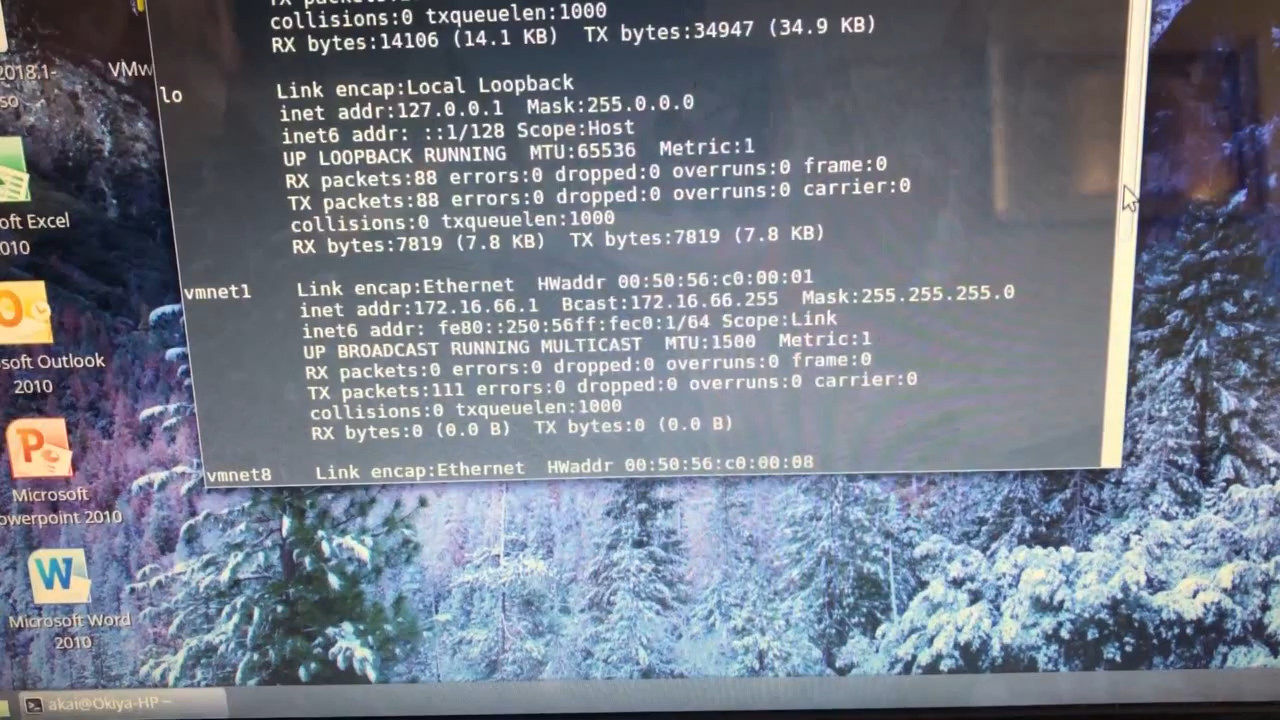 collisions:0 txqueuelen:1000
RX bytes:14106 (14.1 KB) TX bytes:34947 (34.9 KB)
lo Link encap:Local Loopback
inet addr:127.0.0.1 Mask:255.0.0.0
inet6 addr: ::1/128 Scope:Host
UP LOOPBACK RUNNING MTU:65536 Metric:1
RX packets:88 errors:0 dropped:0 overruns:0 frame:0
TX packets:88 errors:0 dropped:0 overruns:0 carrier:0
collisions:0 txqueuelen:1000
RX bytes:7819 (7.8 KB) TX bytes:7819 (7.8 KB)
vmnet1 Link encap:Ethernet HWaddr 00:50:56:c0:00:01
inet addr:172.16.66.1 Bcast:172.16.66.255 Mask:255.255.255.0
inet6 addr: fe80::250:56ff:fec0:1/64 Scope:Link
UP BROADCAST RUNNING MULTICAST MTU:1500 Metric:1
RX packets:0 errors:0 dropped:0 overruns:0 frame:0
TX packets:111 errors:0 dropped:0 overruns:0 carrier:0
collisions:0 txqueuelen:1000
RX bytes:0 (0.0 B) TX bytes:0 (0.0 B)
vmnet8 Link encap:Ethernet HWaddr 00:50:56:c0:00:08
2018.1-
so
VMw
oft Excel
010
soft Outlook
2010
P
Microsoft
owerpoint 2010
W
Microsoft Word
2010
akai@Okiya-HP ~